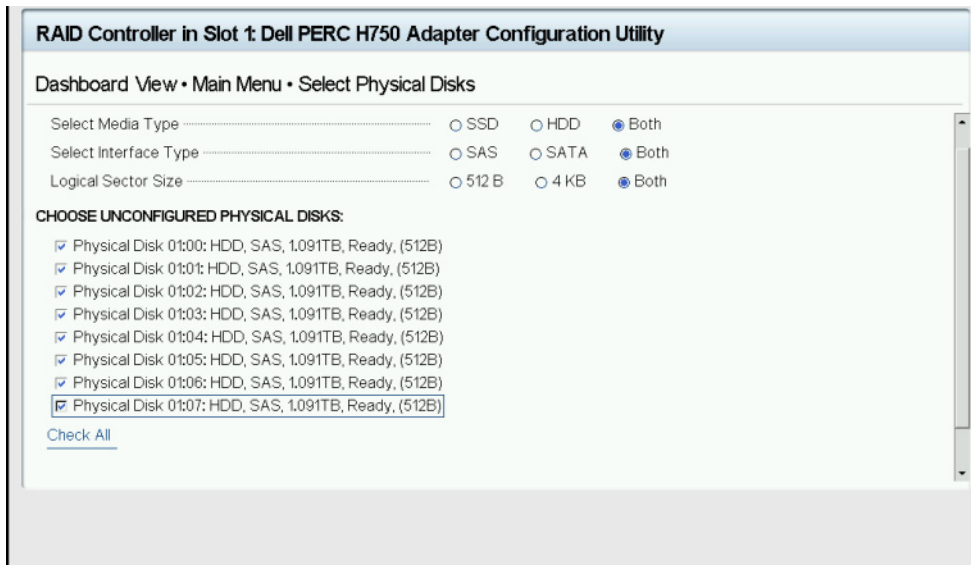 RAID Controller in Slot 1: Dell PERC H750 Adapter Configuration Utility
Dashboard View • Main Menu • Select Physical Disks
Select Media Type SSD HDD Both
Select Interface Type SAS SATA Both
Logical Sector Size 512 B 4 KB Both
CHOOSE UNCONFIGURED PHYSICAL DISKS:
Physical Disk 01:00: HDD, SAS, 1.091TB, Ready, (512B)
Physical Disk 01:01: HDD, SAS, 1.091TB, Ready, (512B)
Physical Disk 01:02: HDD, SAS, 1.091TB, Ready, (512B)
Physical Disk 01:03: HDD, SAS, 1.091TB, Ready, (512B)
Physical Disk 01:04: HDD, SAS, 1.091TB, Ready, (512B)
Physical Disk 01:05: HDD, SAS, 1.091TB, Ready, (512B)
Physical Disk 01:06: HDD, SAS, 1.091TB, Ready, (512B)
Physical Disk 01:07: HDD, SAS, 1.091TB, Ready, (512B)
Check All